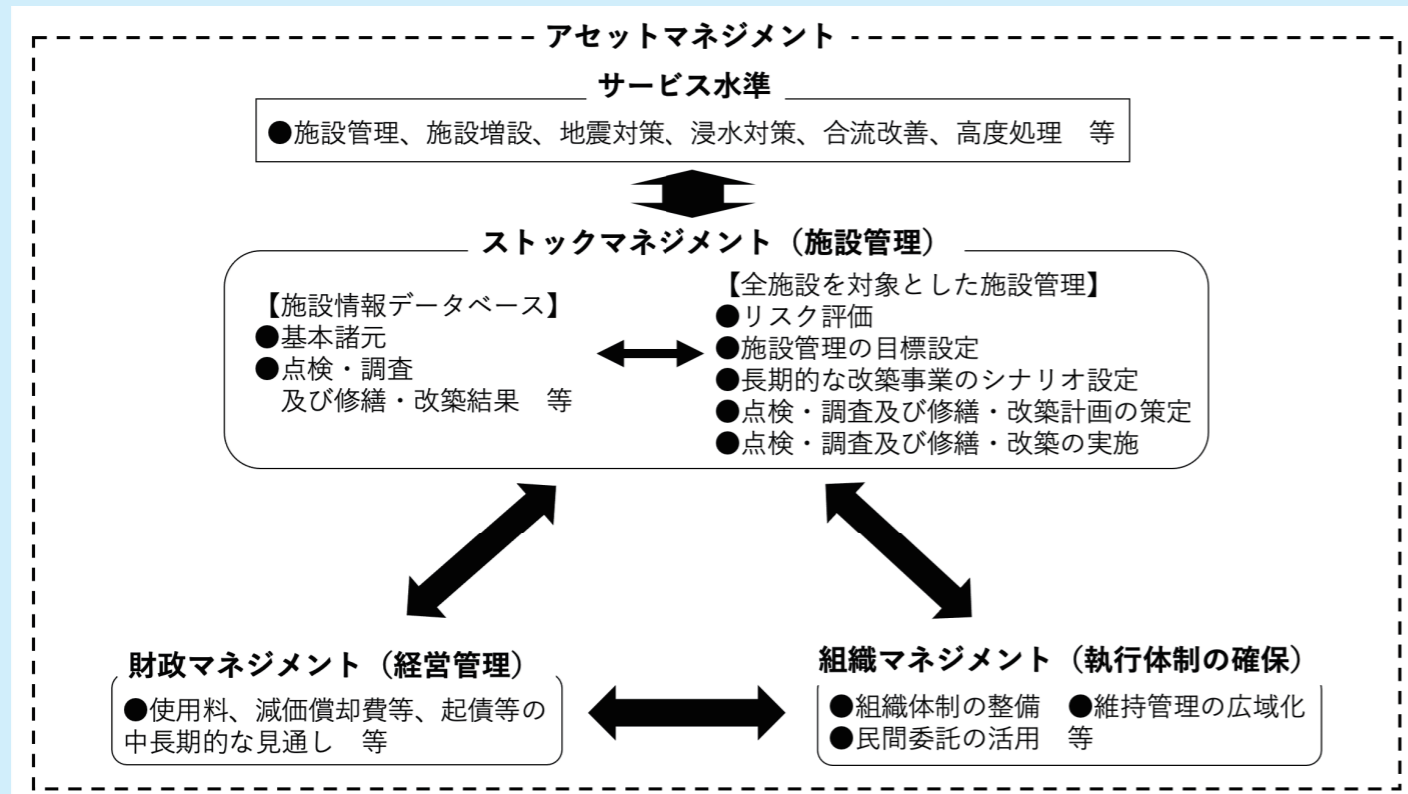 アセットマネジメント
サービス水準
●施設管理、施設増設、地震対策、浸水対策、合流改善、高度処理　等
ストックマネジメント（施設管理）
【施設情報データベース】
●基本諸元
●点検・調査
及び修繕・改築結果　等
【全施設を対象とした施設管理】
●リスク評価
●施設管理の目標設定
●長期的な改築事業のシナリオ設定
●点検・調査及び修繕・改築計画の策定
●点検・調査及び修繕・改築の実施
財政マネジメント（経営管理）
●使用料、減価償却費等、起債等の
中長期的な見通し　等
組織マネジメント（執行体制の確保）
●組織体制の整備　●維持管理の広域化
●民間委託の活用　等